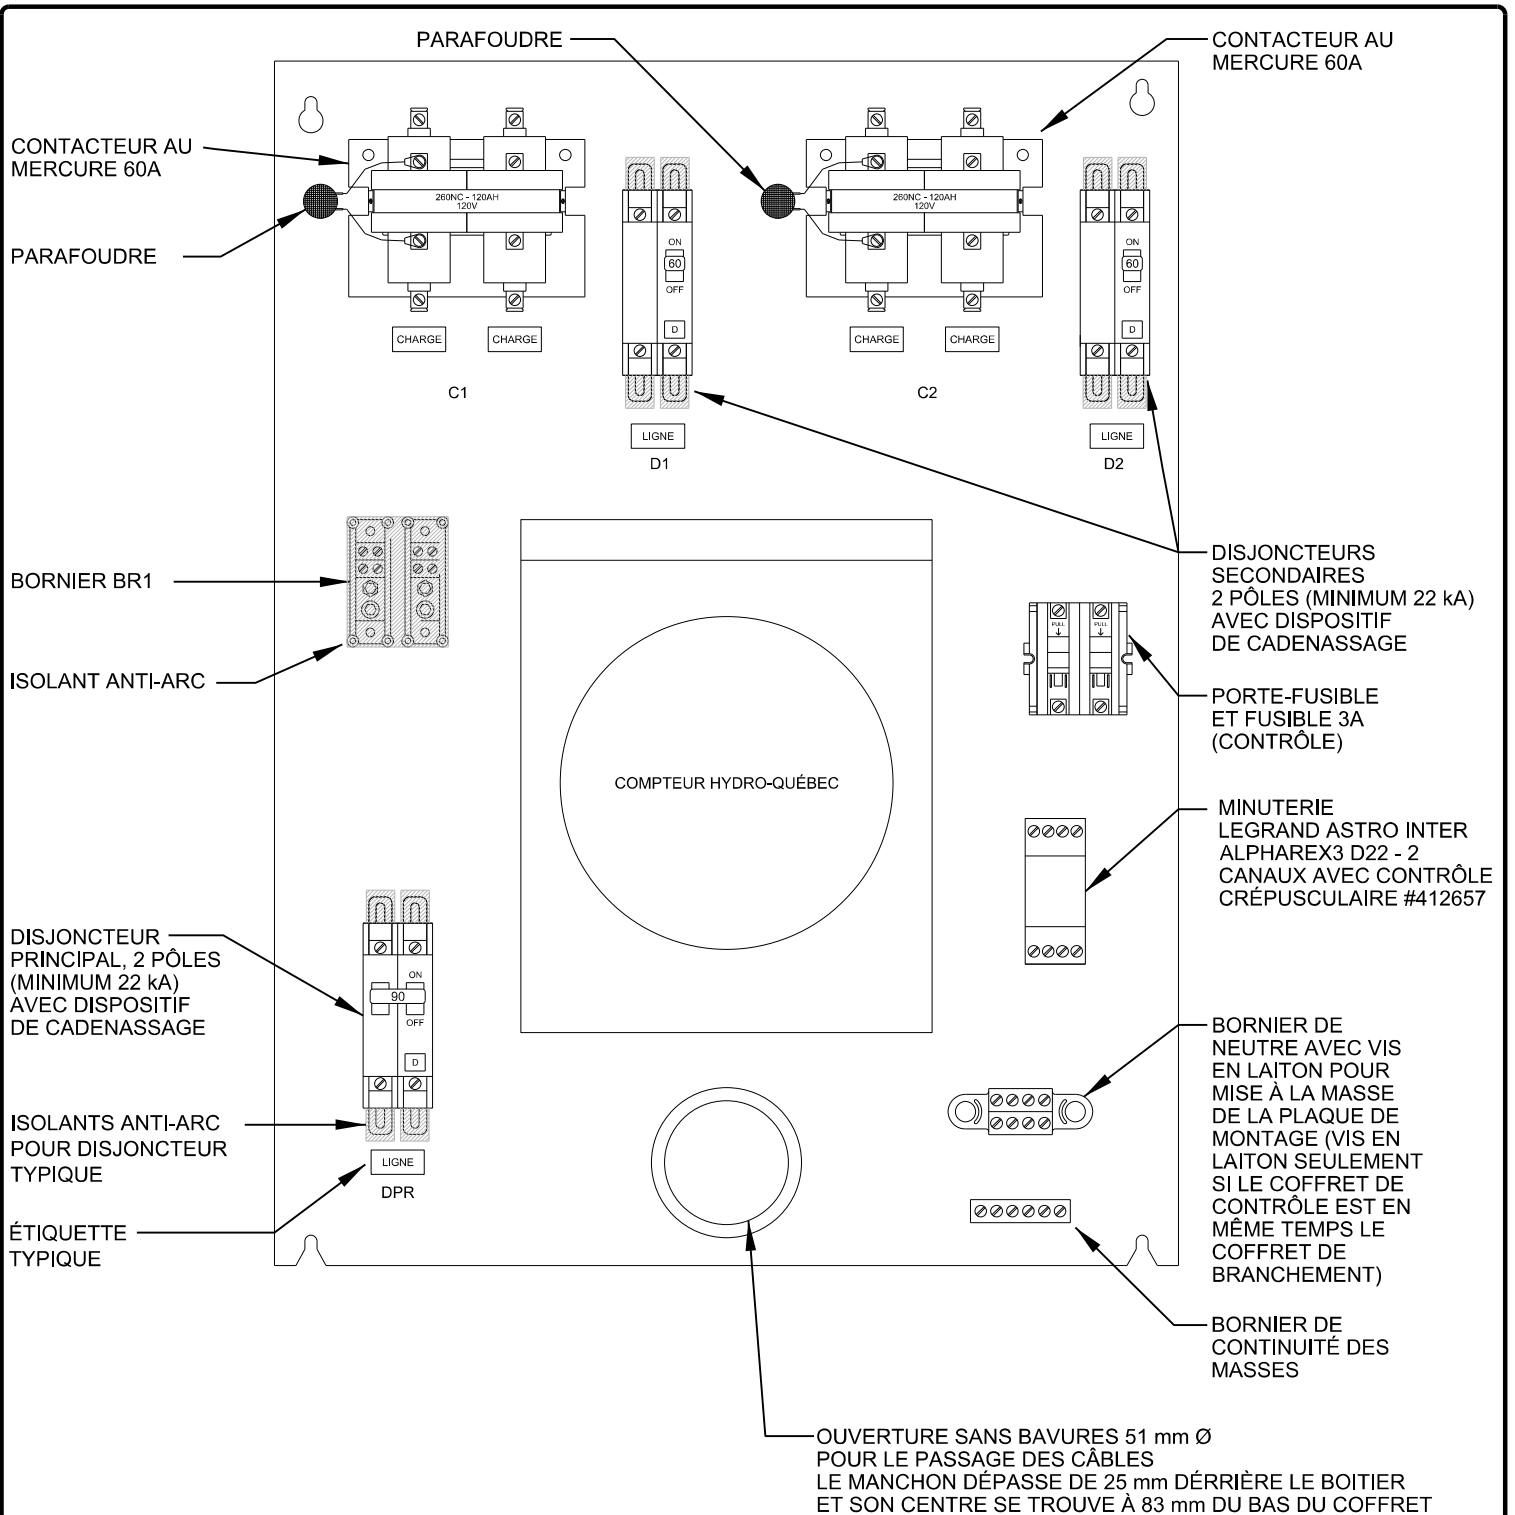 PARAFOUDRE
CONTACTEUR AU
MERCURE 60A
CONTACTEUR AU
MERCURE 60A
PARAFOUDRE
260NC - 120AH
120V
260NC - 120AH
120V
ON
60
OFF
D
ON
60
OFF
D
CHARGE
CHARGE
CHARGE
CHARGE
C1
C2
LIGNE
D1
LIGNE
D2
BORNIER BR1
ISOLANT ANTI-ARC
DISJONCTEURS
SECONDAIRES
2 PÔLES (MINIMUM 22 kA)
AVEC DISPOSITIF
DE CADENASSAGE
PULL
PULL
PORTE-FUSIBLE
ET FUSIBLE 3A
(CONTRÔLE)
COMPTEUR HYDRO-QUÉBEC
MINUTERIE
LEGRAND ASTRO INTER
ALPHAREX3 D22 - 2
CANAUX AVEC CONTRÔLE
CRÉPUSCULAIRE #412657
DISJONCTEUR
PRINCIPAL, 2 PÔLES
(MINIMUM 22 kA)
AVEC DISPOSITIF
DE CADENASSAGE
ON
90
OFF
D
ISOLANTS ANTI-ARC
POUR DISJONCTEUR
TYPIQUE
LIGNE
DPR
ÉTIQUETTE
TYPIQUE
BORNIER DE
NEUTRE AVEC VIS
EN LAITON POUR
MISE À LA MASSE
DE LA PLAQUE DE
MONTAGE (VIS EN
LAITON SEULEMENT
SI LE COFFRET DE
CONTRÔLE EST EN
MÊME TEMPS LE
COFFRET DE
BRANCHEMENT)
BORNIER DE
CONTINUITÉ DES
MASSES
OUVERTURE SANS BAVURES 51 mm Ø
POUR LE PASSAGE DES CÂBLES
LE MANCHON DÉPASSE DE 25 mm DÉRRIÈRE LE BOITIER
ET SON CENTRE SE TROUVE À 83 mm DU BAS DU COFFRET